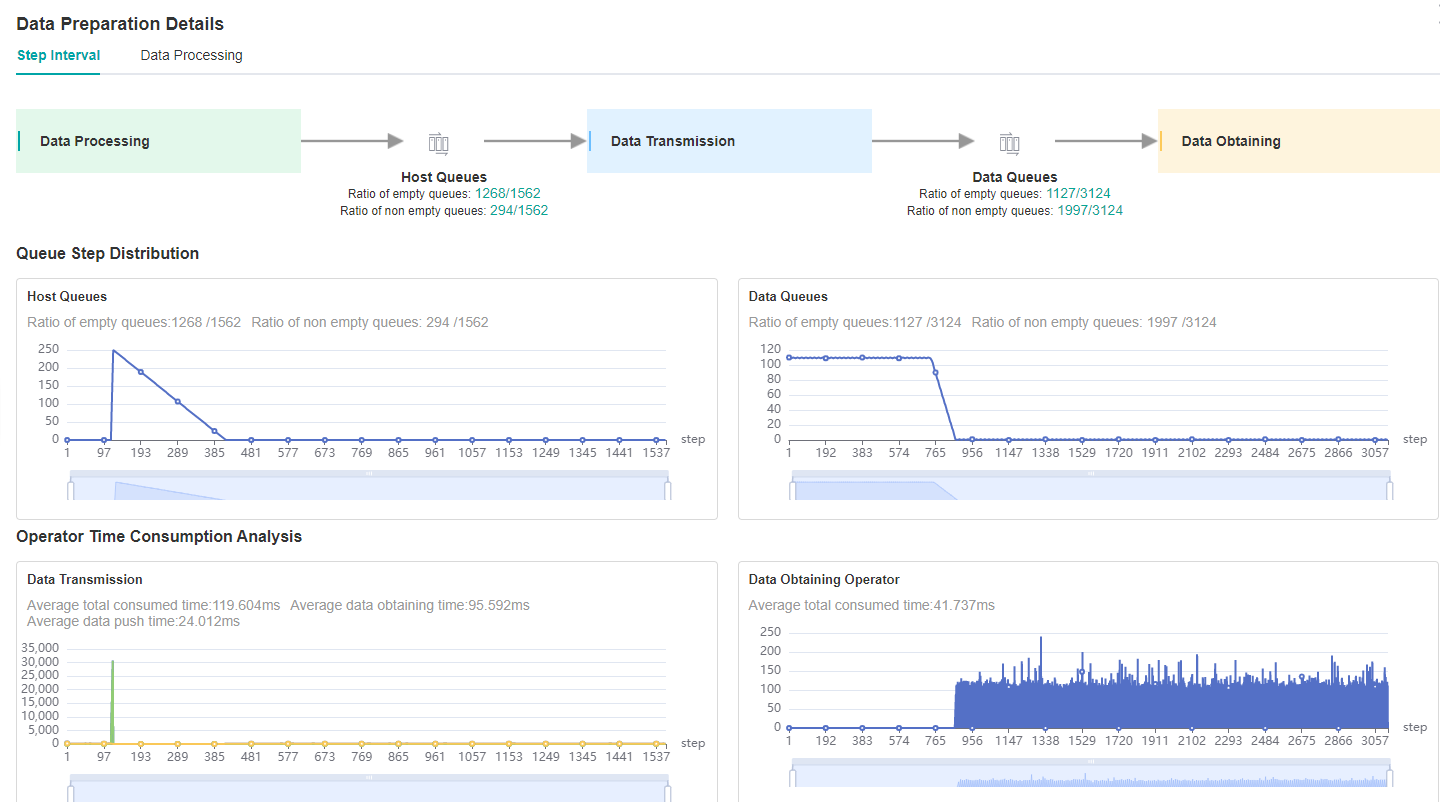 Data Preparation Details
Step Interval Data Processing
Data Processing Data Transmission Data Obtaining
Host Queues
Ratio of empty queues: 1268/1562
Ratio of non empty queues: 294/1562
Data Queues
Ratio of empty queues: 1127/3124
Ratio of non empty queues: 1997/3124
Queue Step Distribution
Host Queues
Ratio of empty queues:1268 /1562 Ratio of non empty queues: 294 /1562
250
200
150
100
50
0
step
1 97 193 289 385 481 577 673 769 865 961 1057 1153 1249 1345 1441 1537
Data Queues
Ratio of empty queues:1127 /3124 Ratio of non empty queues: 1997 /3124
120
100
80
60
40
20
0
step
1 192 383 574 765 956 1147 1338 1529 1720 1911 2102 2293 2484 2675 2866 3057
Operator Time Consumption Analysis
Data Transmission
Average total consumed time:119.604ms Average data obtaining time:95.592ms
Average data push time:24.012ms
35,000
30,000
25,000
20,000
15,000
10,000
5,000
0
step
1 97 193 289 385 481 577 673 769 865 961 1057 1153 1249 1345 1441 1537
Data Obtaining Operator
Average total consumed time:41.737ms
250
200
150
100
50
0
step
1 192 383 574 765 956 1147 1338 1529 1720 1911 2102 2293 2484 2675 2866 3057